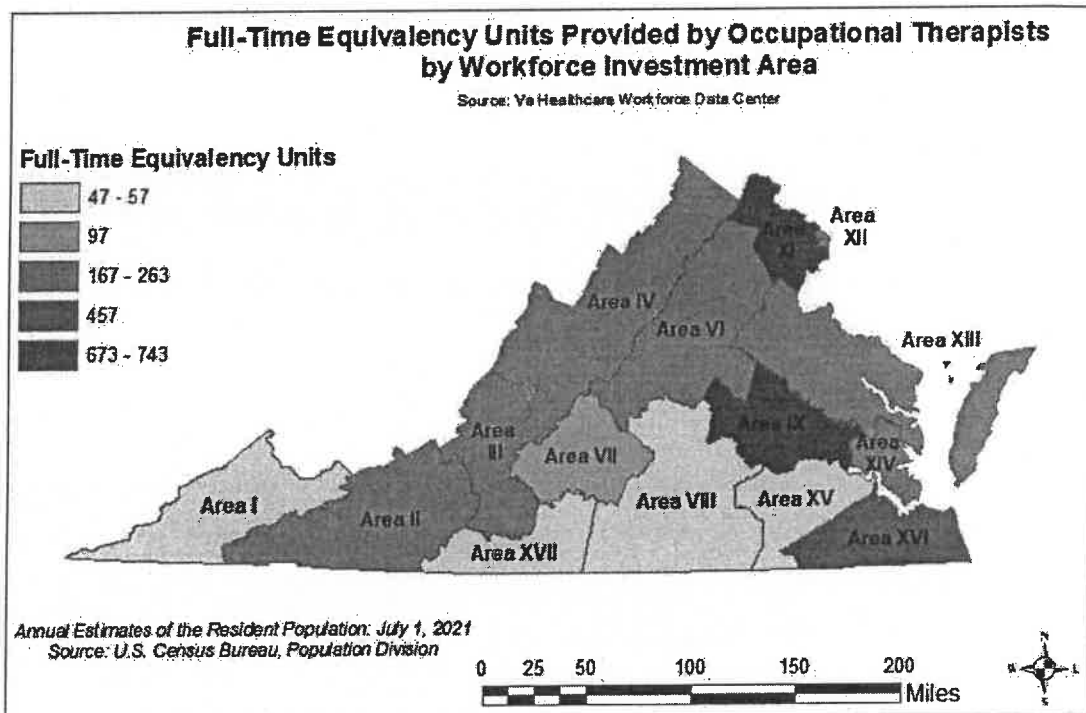 Full-Time Equivalency Units Provided by Occupational Therapists
by Workforce Investment Area
Source: Va Healthcare Workforce Data Center
Full-Time Equivalency Units
47 - 57
97
167 - 263
457
673 - 743
Area XII
Area XI
Area IV
Area VI
Area XIII
Area III
Area VII
Area IX
Area XIV
Area I
Area II
Area VIII
Area XV
Area XVII
Area XVI
Annual Estimates of the Resident Population: July 1, 2021
Source: U.S. Census Bureau, Population Division
0 25 50 100 150 200
Miles
N
W
S